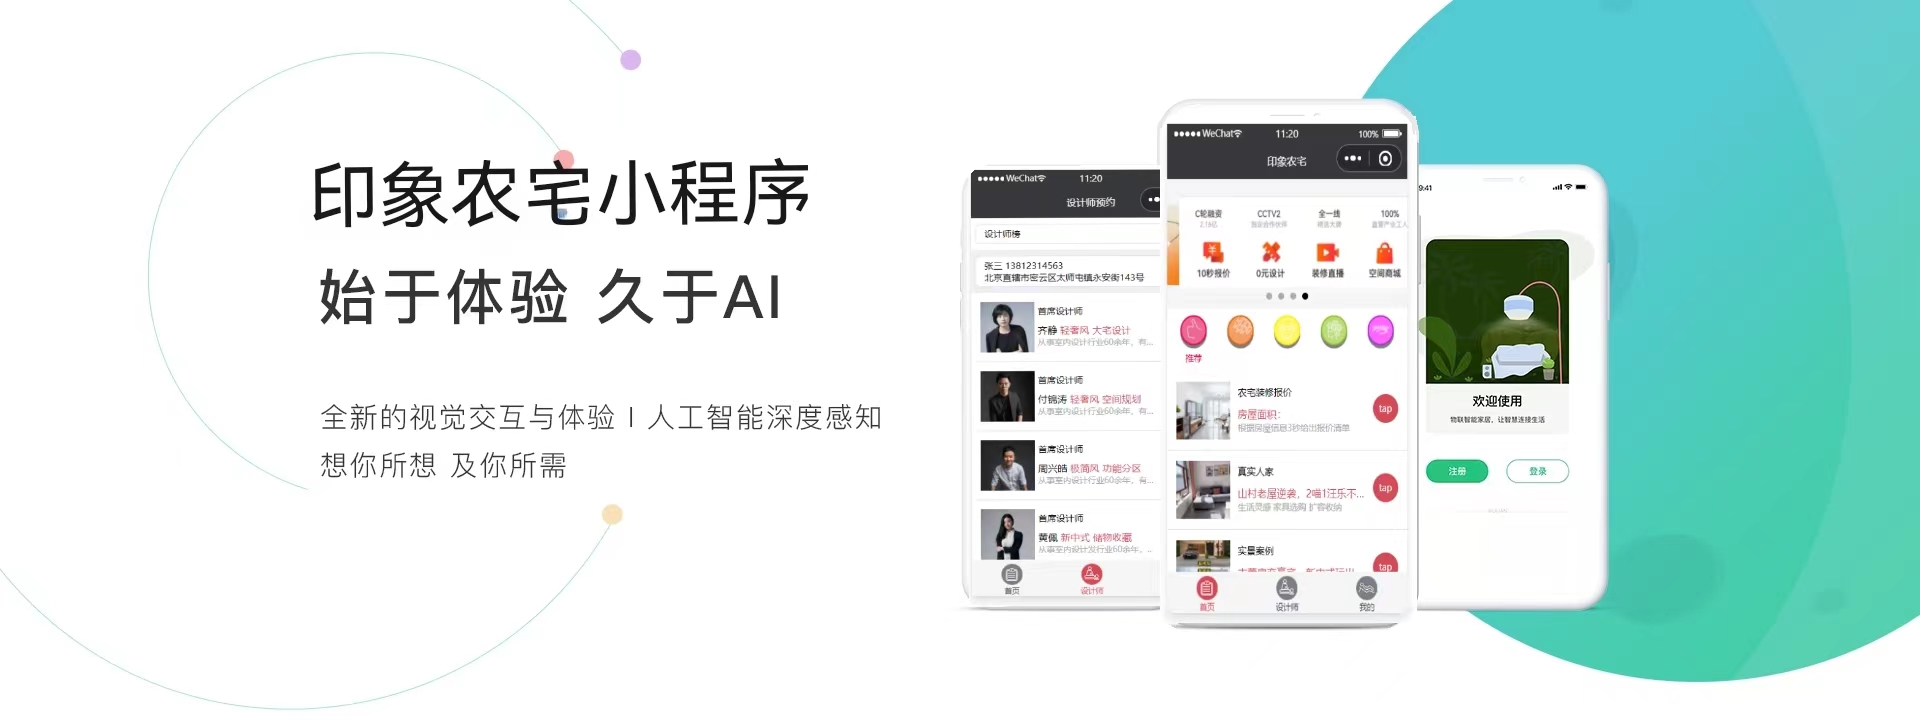 印象农宅小程序
始于体验 久于AI
全新的视觉交互与体验 I 人工智能深度感知
想你所想 及你所需
WeChat 11:20
设计师预约
设计师榜
张三 13812314563
北京直辖市密云区太师屯镇永安街143号
首席设计师
齐静 轻奢风 大宅设计
从事室内设计行业60余年，有...
首席设计师
付锦涛 轻奢风 空间规划
从事室内设计行业60余年，有...
首席设计师
周兴皓 极简风 功能分区
从事室内设计行业60余年，有...
首席设计师
黄佩 新中式 储物收藏
从事室内设计发行业60余年，...
首页 设计师
WeChat 11:20 100%
印象农宅
C轮融资 CCTV2 全一线 100%
10秒报价 0元设计 装修直播 空间商城
推荐
农宅装修报价
房屋面积：
根据房屋信息3秒给出报价清单
tap
真实人家
山村老屋逆袭，2喵1汪乐不...
生活灵感 家具选购 扩容收纳
tap
实景案例
tap
首页 设计师 我的
9:41
欢迎使用
物联智能家居，让智慧连接生活
注册 登录